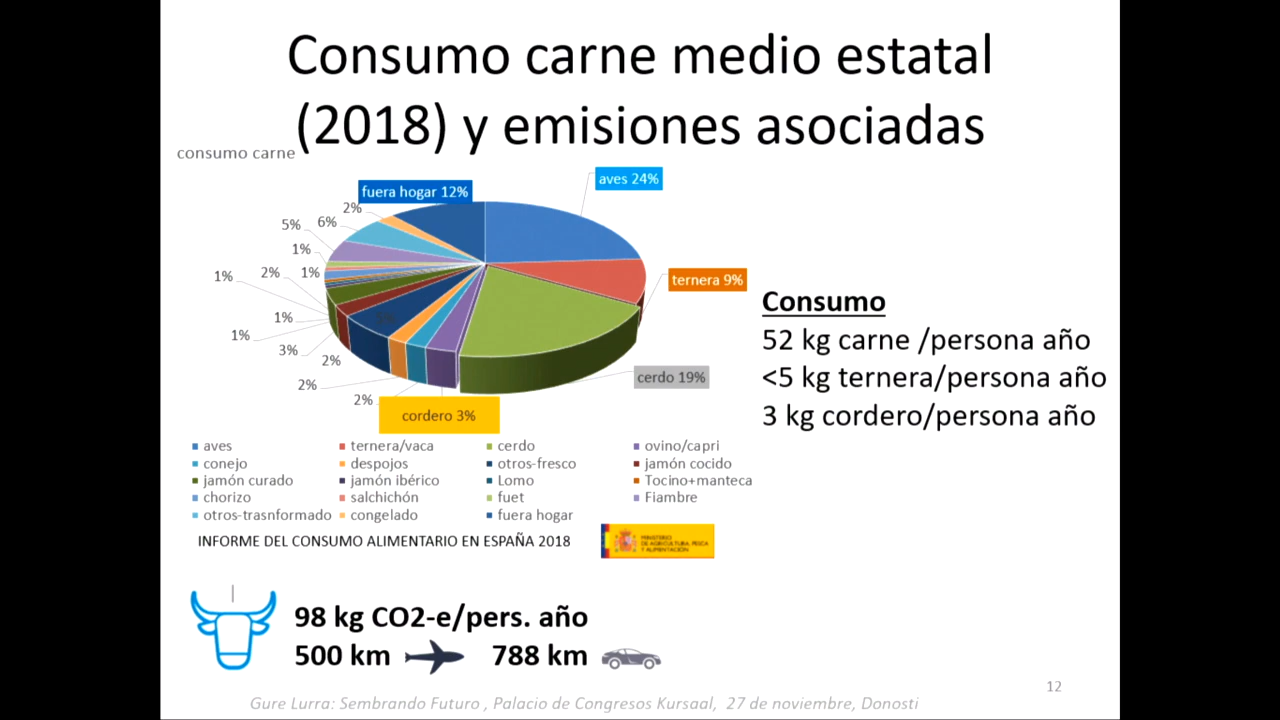 Consumo carne medio estatal
(2018) y emisiones asociadas
consumo carne
fuera hogar 12%
aves 24%
2%
6%
5%
1%
1%
2%
1%
ternera 9%
1%
5%
1%
3%
2%
cerdo 19%
2%
2%
cordero 3%
Consumo
52 kg carne /persona año
<5 kg ternera/persona año
3 kg cordero/persona año
aves ternera/vaca cerdo ovino/capri
conejo despojos otros-fresco jamón cocido
jamón curado jamón ibérico Lomo Tocino+manteca
chorizo salchichón fuet Fiambre
otros-trasnformado congelado fuera hogar
INFORME DEL CONSUMO ALIMENTARIO EN ESPAÑA 2018
MINISTERIO
DE AGRICULTURA, PESCA
Y ALIMENTACIÓN
98 kg CO2-e/pers. año
500 km 788 km
12
Gure Lurra: Sembrando Futuro , Palacio de Congresos Kursaal, 27 de noviembre, Donosti